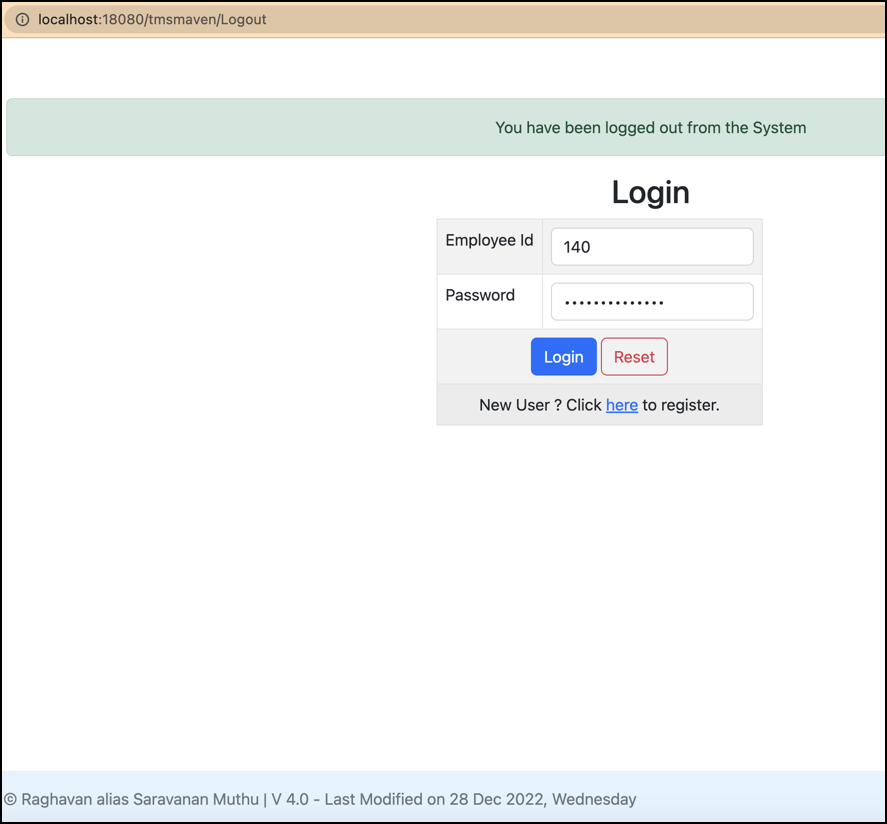 localhost:18080/tmsmaven/Logout
You have been logged out from the System
Login
Employee Id 140
Password ••••••••••••••
Login Reset
New User ? Click here to register.
© Raghavan alias Saravanan Muthu | V 4.0 - Last Modified on 28 Dec 2022, Wednesday